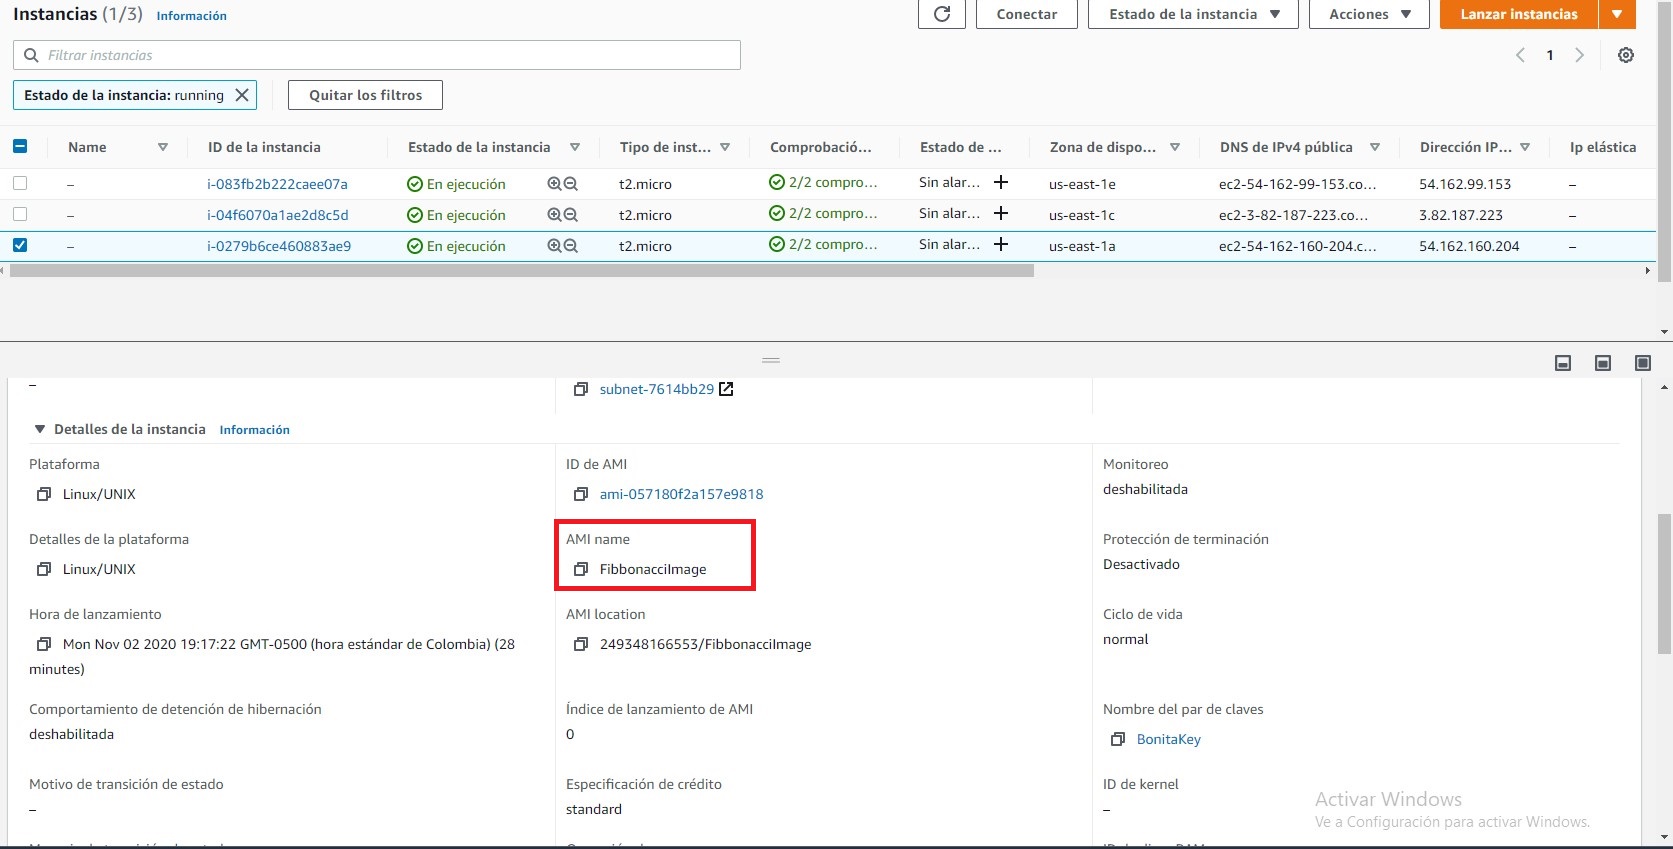 Instancias (1/3) Información
Conectar
Estado de la instancia
Acciones
Lanzar instancias
Filtrar instancias
1
Estado de la instancia: running
Quitar los filtros
Name
ID de la instancia
Estado de la instancia
Tipo de inst...
Comprobació...
Estado de ...
Zona de dispo...
DNS de IPv4 pública
Dirección IP...
Ip elástica
– i-083fb2b222caee07a En ejecución t2.micro 2/2 compro... Sin alar... us-east-1e ec2-54-162-99-153.co... 54.162.99.153 –
– i-04f6070a1ae2d8c5d En ejecución t2.micro 2/2 compro... Sin alar... us-east-1c ec2-3-82-187-223.co... 3.82.187.223 –
– i-0279b6ce460883ae9 En ejecución t2.micro 2/2 compro... Sin alar... us-east-1a ec2-54-162-160-204.c... 54.162.160.204 –
–
subnet-7614bb29
Detalles de la instancia Información
Plataforma
Linux/UNIX
ID de AMI
ami-057180f2a157e9818
Monitoreo
deshabilitada
Detalles de la plataforma
Linux/UNIX
AMI name
FibbonacciImage
Protección de terminación
Desactivado
Hora de lanzamiento
Mon Nov 02 2020 19:17:22 GMT-0500 (hora estándar de Colombia) (28
minutes)
AMI location
249348166553/FibbonacciImage
Ciclo de vida
normal
Comportamiento de detención de hibernación
deshabilitada
Índice de lanzamiento de AMI
0
Nombre del par de claves
BonitaKey
Motivo de transición de estado
–
Especificación de crédito
standard
ID de kernel
–
Activar Windows
Ve a Configuración para activar Windows.